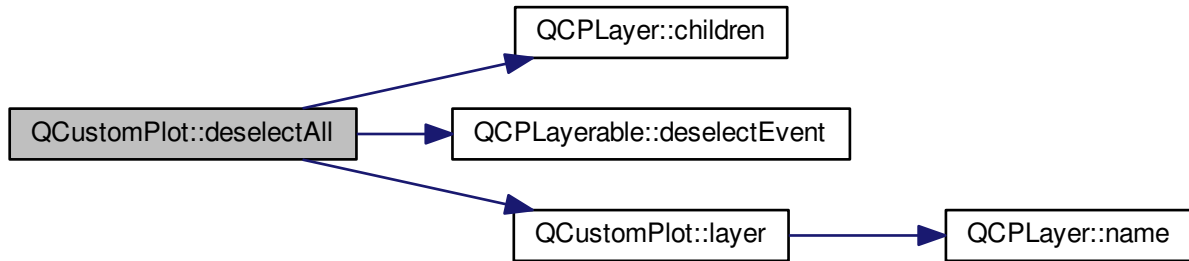 QCPLayer::children
QCustomPlot::deselectAll
QCPLayerable::deselectEvent
QCustomPlot::layer
QCPLayer::name